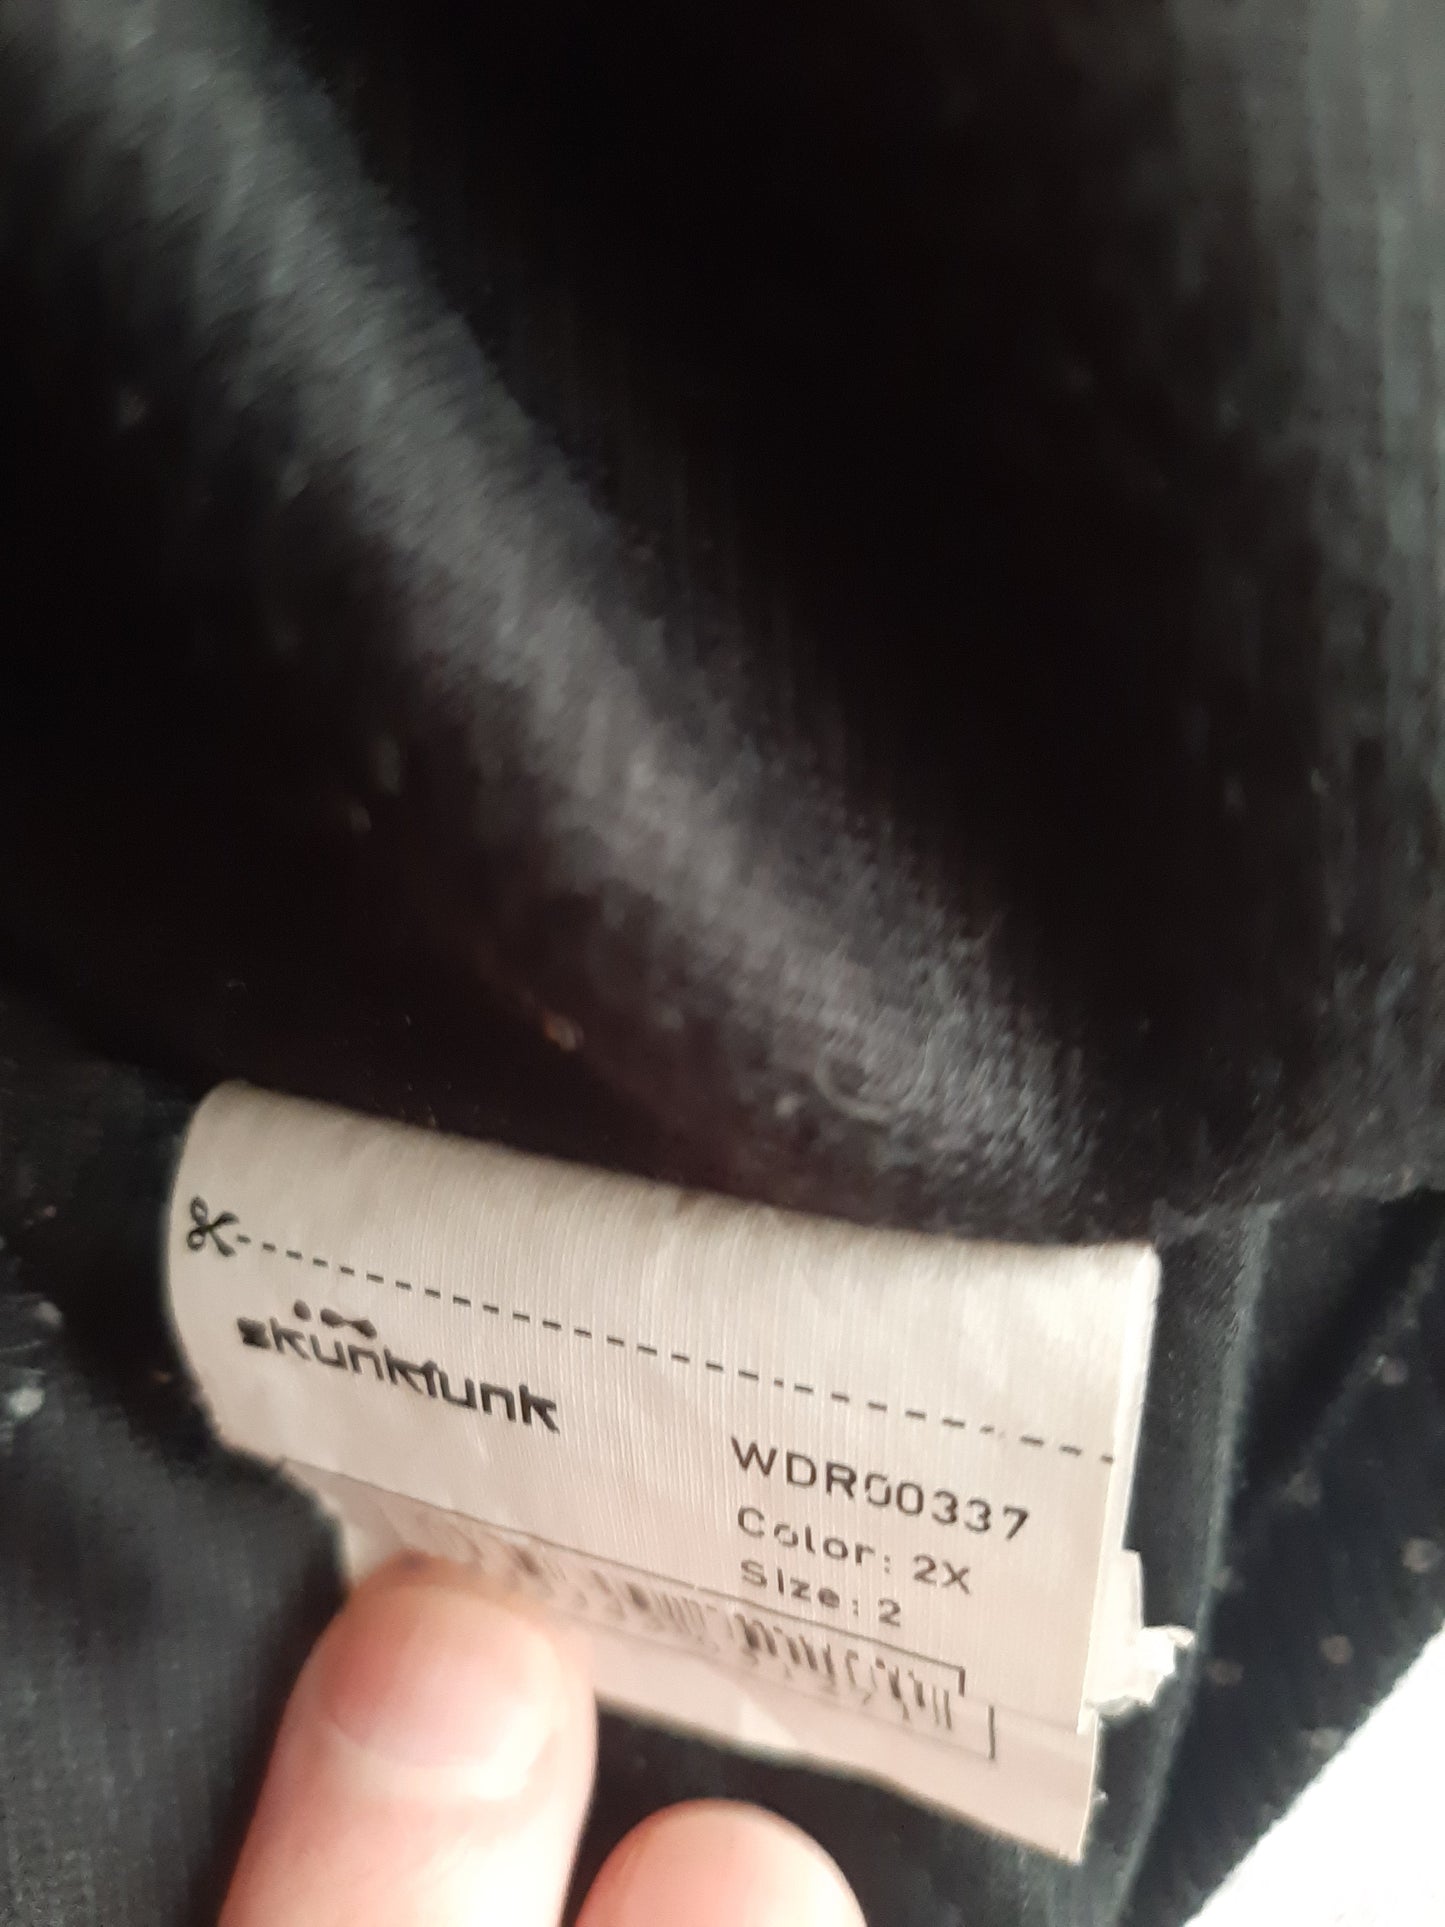 skunkfunk
WDR00337
Color: 2X
Size: 2